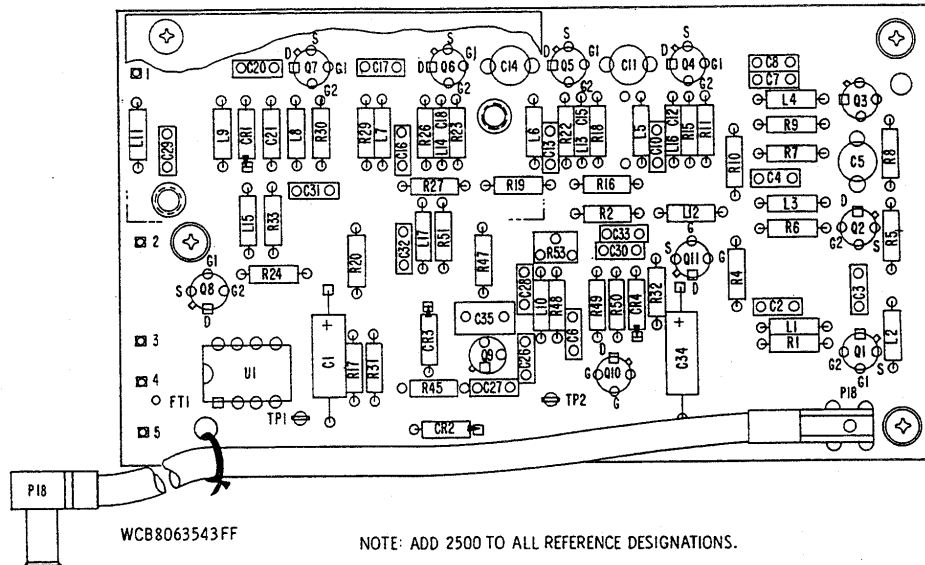 S
S
S
C20
D
Q7
G1
C17
D
Q6
G1
C14
D
Q5
G1
C11
D
Q4
G1
C8
C7
1
G2
G2
G2
G2
L4
Q3
L11
C29
L9
CR1
C21
L8
R30
R29
L7
C16
R26
L14
C18
R23
L6
C13
R22
L13
C15
R18
L5
C10
L16
C12
R15
R11
R10
R9
R7
C5
R8
C4
C31
R27
R19
R16
L15
R33
R2
L12
L3
D
R6
Q2
G2
S
R5
2
C32
L17
R51
C33
C30
R53
G
Q11
G
S
D
G1
S
Q8
G2
D
R24
R20
R47
C28
L10
R48
R49
R50
CR4
R32
R4
C3
C1
+
CR3
C35
C6
+
C34
C2
L1
R1
L2
3
U1
R17
R31
Q9
C26
D
G
Q10
G
D
S
Q1
G2
G1
4
FT1
R45
C27
TP1
TP2
P18
5
CR2
P18
WCB8063543FF
NOTE: ADD 2500 TO ALL REFERENCE DESIGNATIONS.